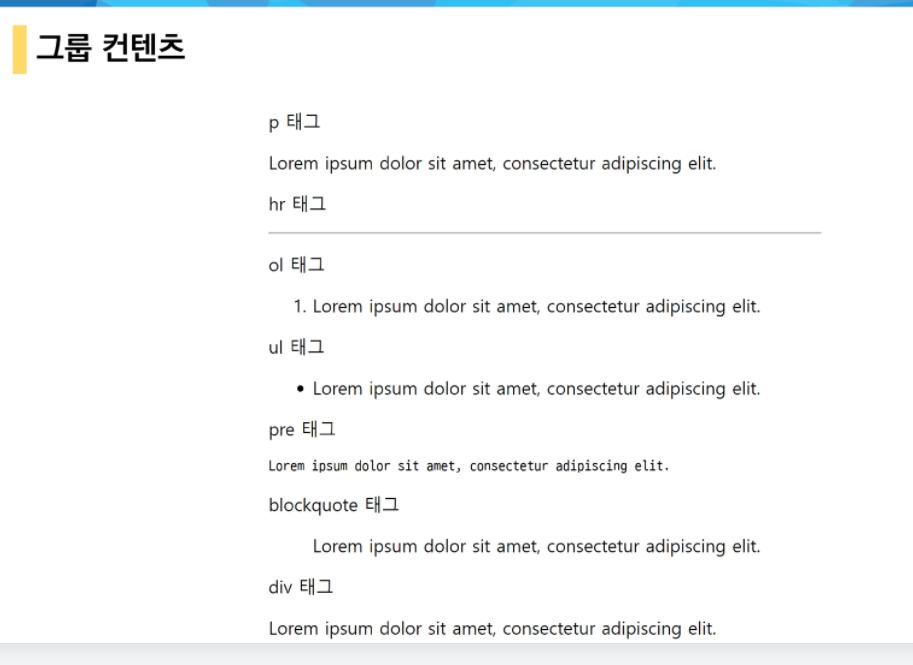 그룹 컨텐츠
p 태그
Lorem ipsum dolor sit amet, consectetur adipiscing elit.
hr 태그
ol 태그
1. Lorem ipsum dolor sit amet, consectetur adipiscing elit.
ul 태그
• Lorem ipsum dolor sit amet, consectetur adipiscing elit.
pre 태그
Lorem ipsum dolor sit amet, consectetur adipiscing elit.
blockquote 태그
Lorem ipsum dolor sit amet, consectetur adipiscing elit.
div 태그
Lorem ipsum dolor sit amet, consectetur adipiscing elit.